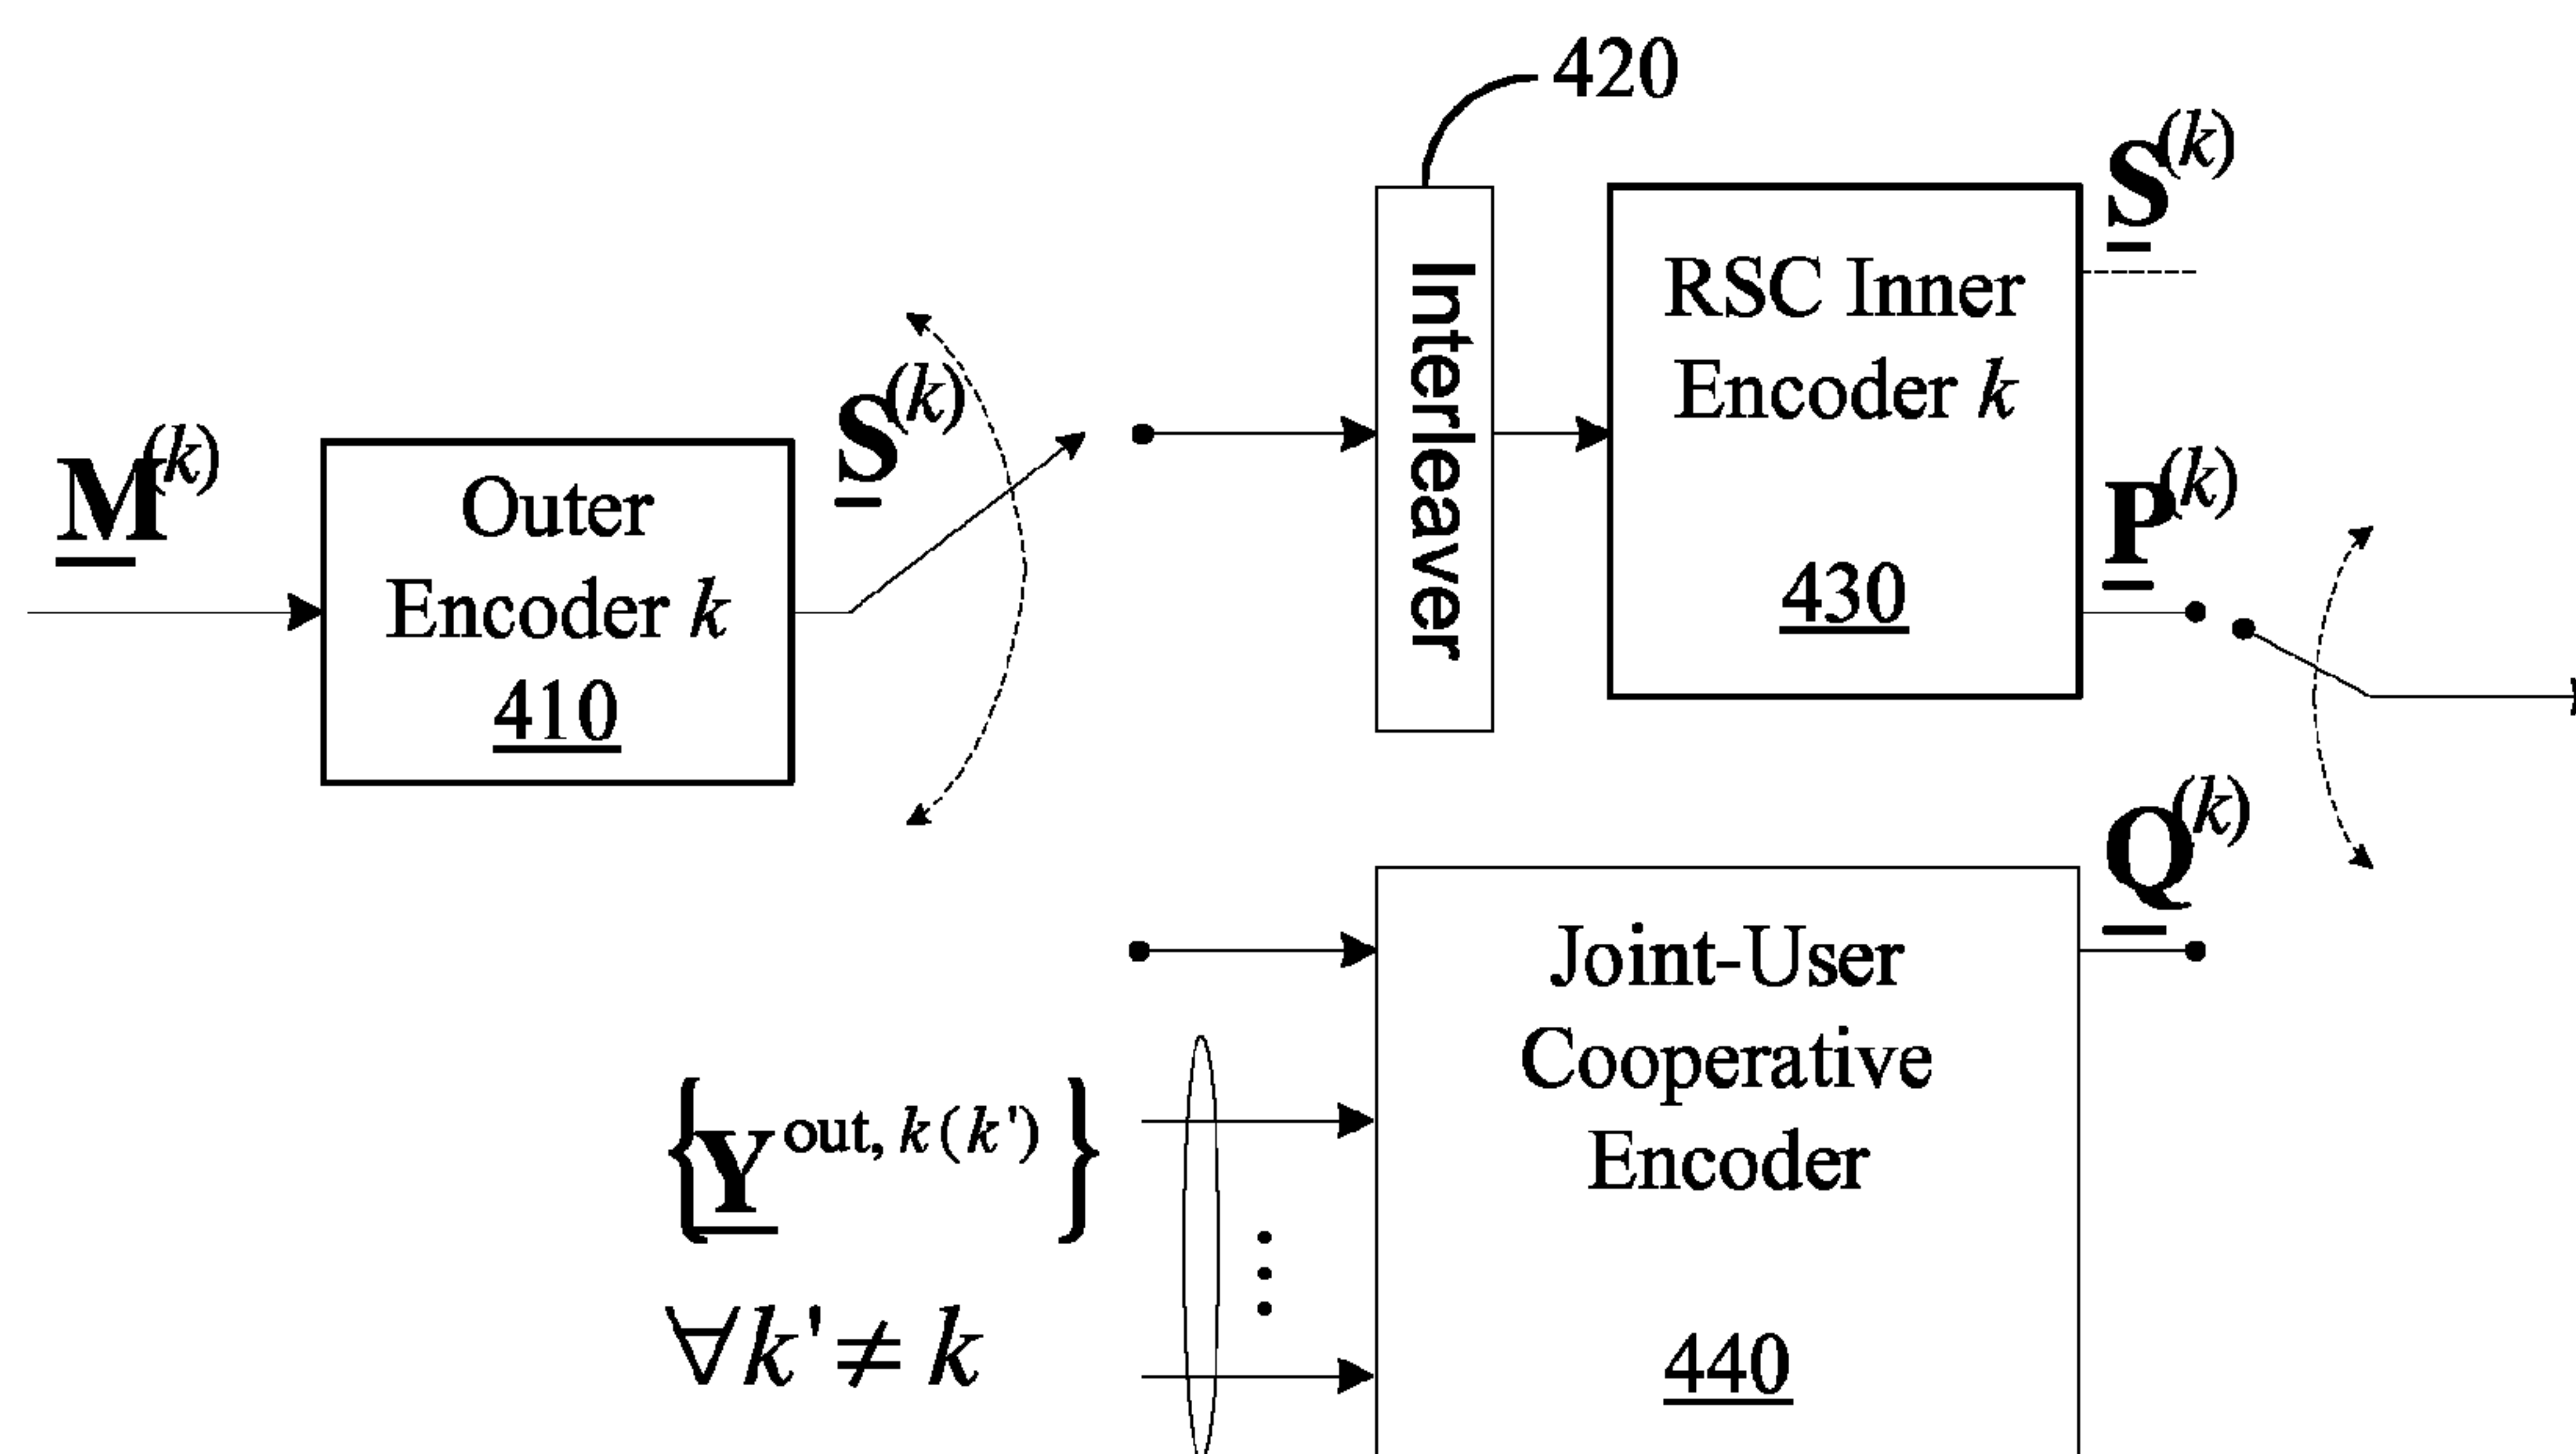 420
S^(k)
Interleaver
RSC Inner
Encoder k
430
S^(k)
M^(k)
Outer
Encoder k
410
P^(k)
Q^(k)
Joint-User
Cooperative
Encoder
440
{Y^out, k(k')}
∀k' ≠ k